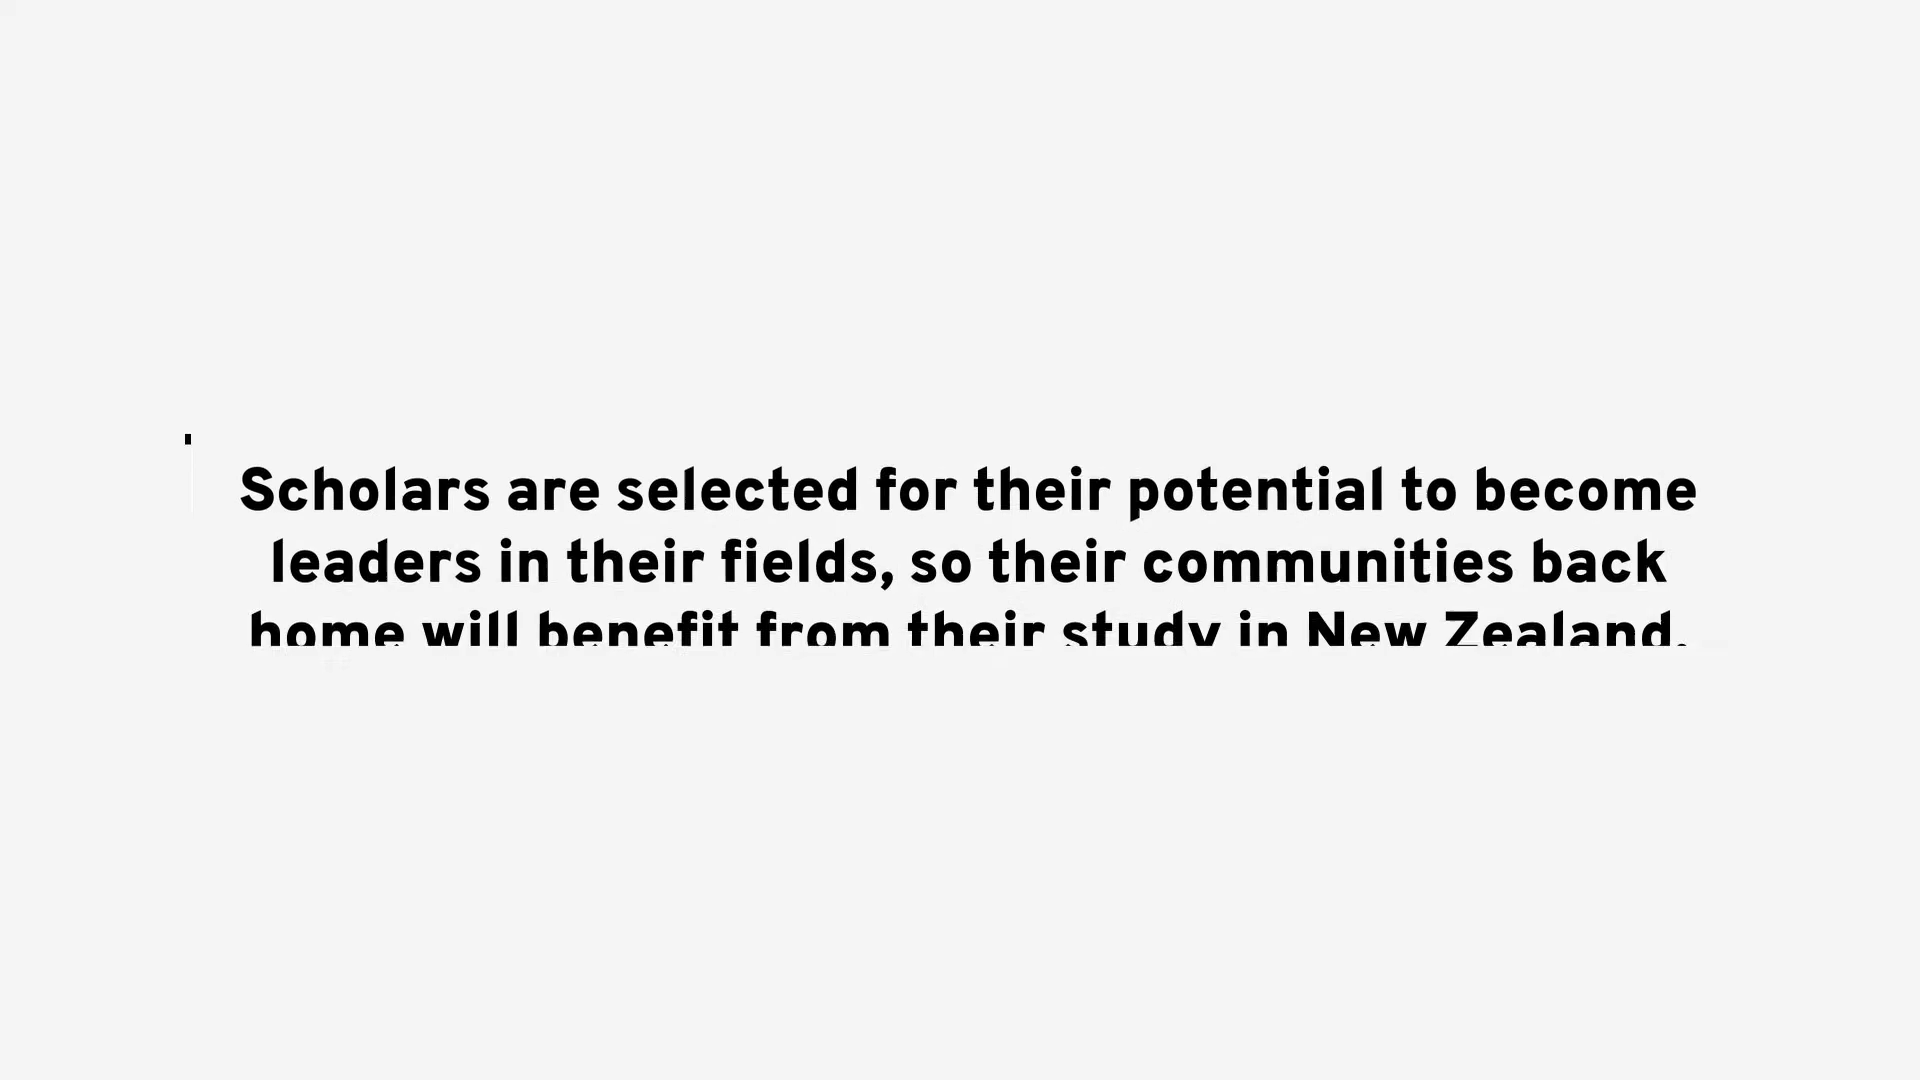 Scholars are selected for their potential to become
leaders in their fields, so their communities back
home will benefit from their study in New Zealand.